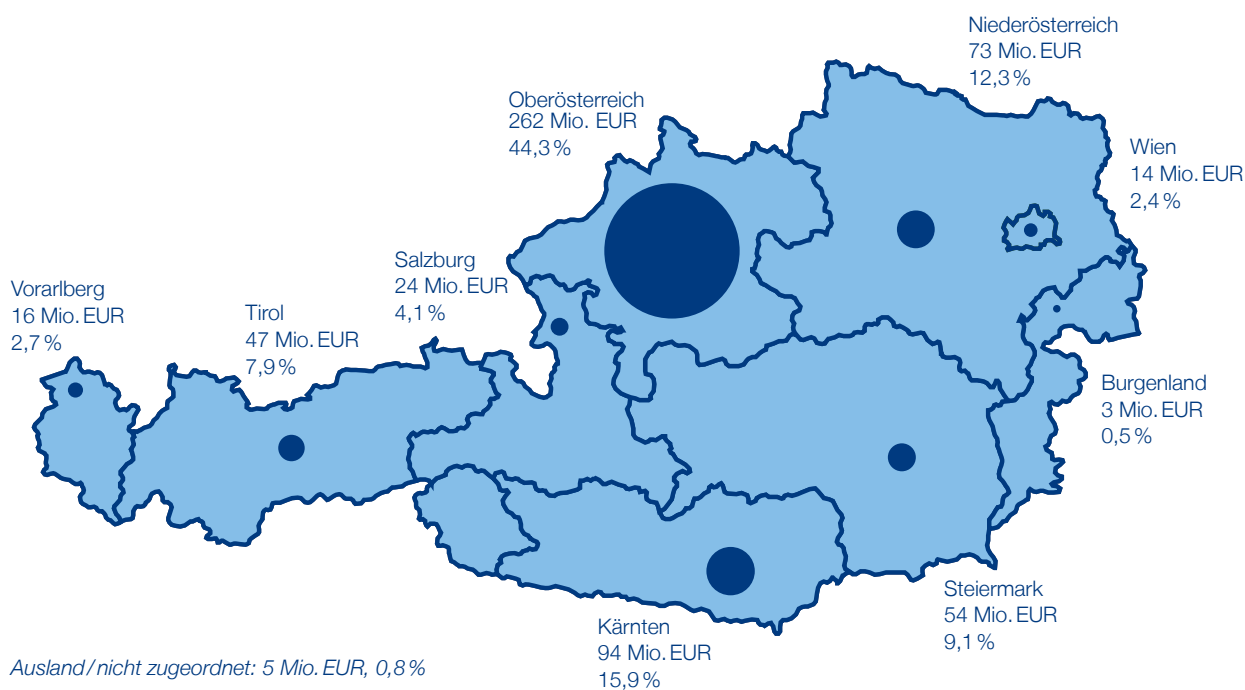 Niederösterreich
73 Mio. EUR
12,3 %
Oberösterreich
262 Mio. EUR
44,3 %
Wien
14 Mio. EUR
2,4 %
Salzburg
24 Mio. EUR
4,1 %
Vorarlberg
16 Mio. EUR
2,7 %
Tirol
47 Mio. EUR
7,9 %
Burgenland
3 Mio. EUR
0,5 %
Steiermark
54 Mio. EUR
9,1 %
Kärnten
94 Mio. EUR
15,9 %
Ausland/nicht zugeordnet: 5 Mio. EUR, 0,8 %